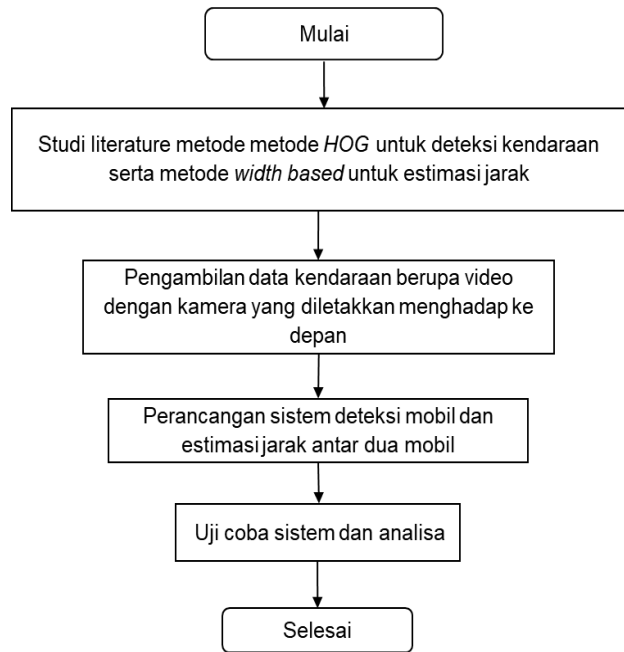 Mulai
Studi literature metode metode HOG untuk deteksi kendaraan
serta metode width based untuk estimasi jarak
Pengambilan data kendaraan berupa video
dengan kamera yang diletakkan menghadap ke
depan
Perancangan sistem deteksi mobil dan
estimasi jarak antar dua mobil
Uji coba sistem dan analisa
Selesai